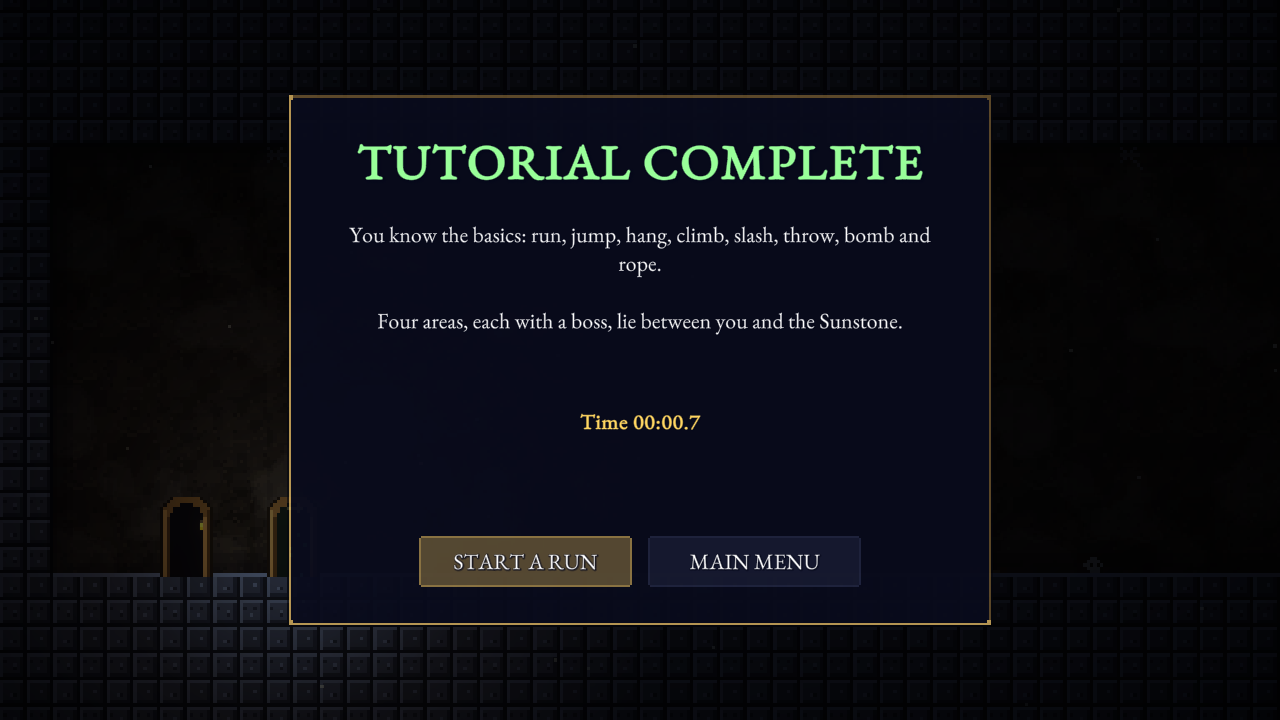 TUTORIAL COMPLETE
You know the basics: run, jump, hang, climb, slash, throw, bomb and
rope.
Four areas, each with a boss, lie between you and the Sunstone.
Time 00:00.7
START A RUN
MAIN MENU